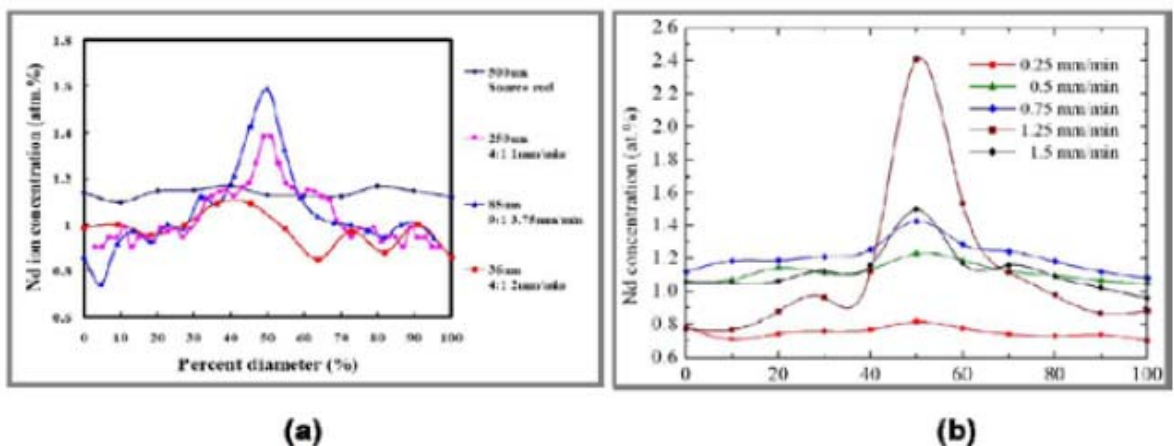 1.8
1.6
1.4
1.2
1
0.8
0.6
0 10 20 30 40 50 60 70 80 90 100
Nd ion concentration (atm.%)
Percent diameter (%)
500um
Source rod
250um
4:1 1mm/min
85um
9:1 3.75mm/min
36um
4:1 2mm/min
(a)
2.6
2.4
2.2
2.0
1.8
1.6
1.4
1.2
1.0
0.8
0.6
0 20 40 60 80 100
Nd concentration (at.%)
0.25 mm/min
0.5 mm/min
0.75 mm/min
1.25 mm/min
1.5 mm/min
(b)